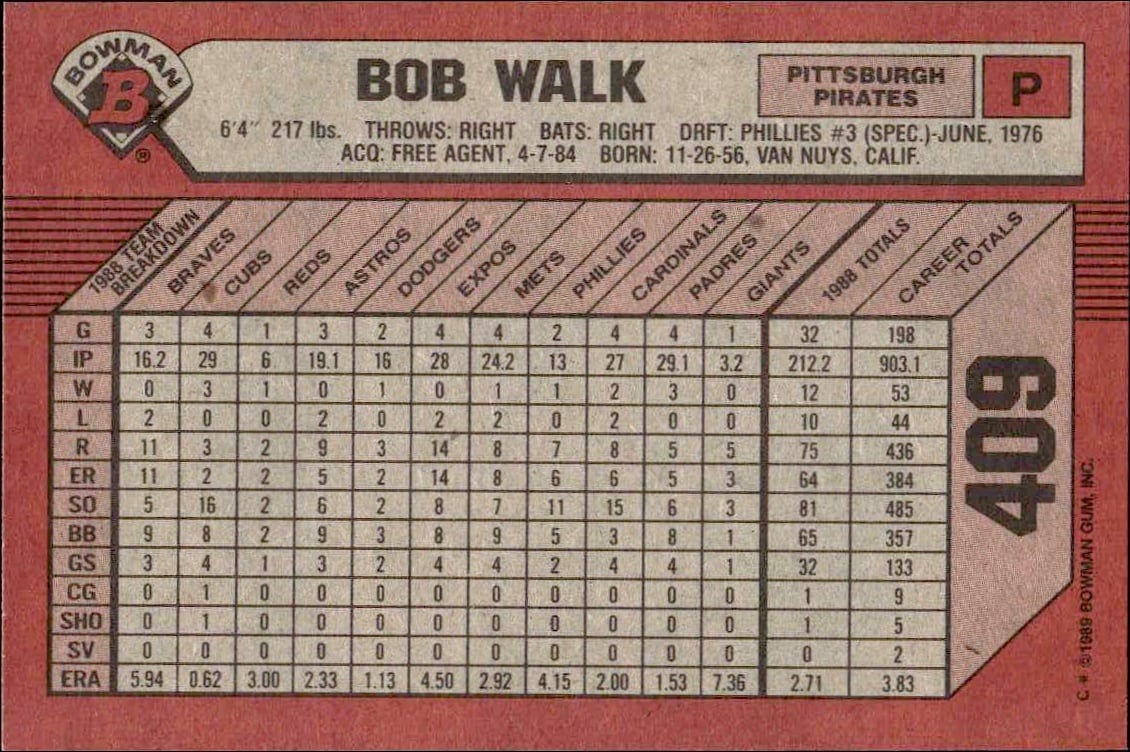 BOWMAN
B
®
BOB WALK
PITTSBURGH
PIRATES
P
6'4" 217 lbs. THROWS: RIGHT BATS: RIGHT DRFT: PHILLIES #3 (SPEC.)-JUNE, 1976
ACQ: FREE AGENT, 4-7-84 BORN: 11-26-56, VAN NUYS, CALIF.
1988 TEAM
BREAKDOWN
BRAVES
CUBS
REDS
ASTROS
DODGERS
EXPOS
METS
PHILLIES
CARDINALS
PADRES
GIANTS
1988 TOTALS
CAREER
TOTALS
G 3 4 1 3 2 4 4 2 4 4 1 32 198
IP 16.2 29 6 19.1 16 28 24.2 13 27 29.1 3.2 212.2 903.1
W 0 3 1 0 1 0 1 1 2 3 0 12 53
L 2 0 0 2 0 2 2 0 2 0 0 10 44
R 11 3 2 9 3 14 8 7 8 5 5 75 436
ER 11 2 2 5 2 14 8 6 6 5 3 64 384
SO 5 16 2 6 2 8 7 11 15 6 3 81 485
BB 9 8 2 9 3 8 9 5 3 8 1 65 357
GS 3 4 1 3 2 4 4 2 4 4 1 32 133
CG 0 1 0 0 0 0 0 0 0 0 0 1 9
SHO 0 1 0 0 0 0 0 0 0 0 0 1 5
SV 0 0 0 0 0 0 0 0 0 0 0 0 2
ERA 5.94 0.62 3.00 2.33 1.13 4.50 2.92 4.15 2.00 1.53 7.36 2.71 3.83
409
C # ©1989 BOWMAN GUM, INC.